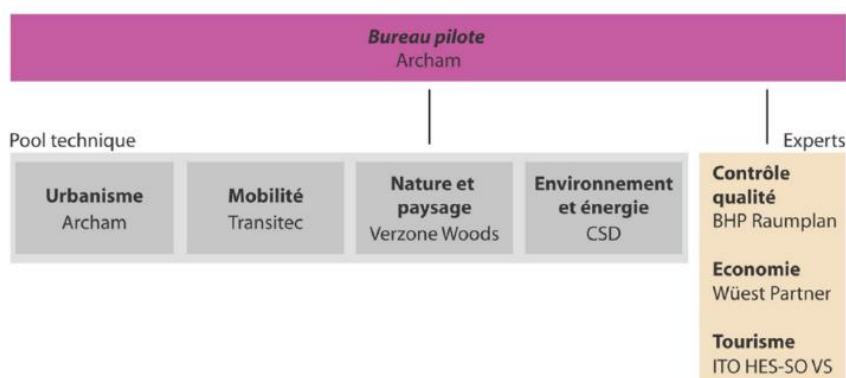 Bureau pilote
Archam
Pool technique
Experts
Urbanisme
Archam
Mobilité
Transitec
Nature et
paysage
Verzone Woods
Environnement
et énergie
CSD
Contrôle
qualité
BHP Raumplan
Economie
Wüest Partner
Tourisme
ITO HES-SO VS